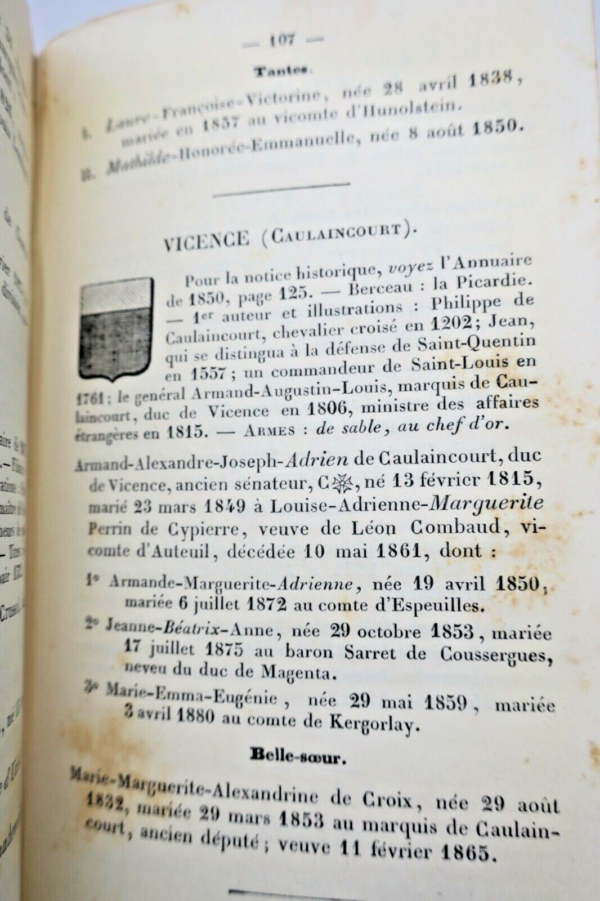 — 107 —
Tantes.
I. Laure-Françoise-Victorine, née 28 avril 1838,
mariée en 1857 au vicomte d'Hunolstein.
II. Mathilde-Honorée-Emmanuelle, née 8 août 1850.
VICENCE (CAULAINCOURT).
Pour la notice historique, voyez l'Annuaire
de 1850, page 125. — Berceau : la Picardie.
— 1er auteur et illustrations : Philippe de
Caulaincourt, chevalier croisé en 1202; Jean,
qui se distingua à la défense de Saint-Quentin
en 1557; un commandeur de Saint-Louis en
1761; le général Armand-Augustin-Louis, marquis de Cau-
laincourt, duc de Vicence en 1806, ministre des affaires
étrangères en 1815. — ARMES : de sable, au chef d'or.
Armand-Alexandre-Joseph-Adrien de Caulaincourt, duc
de Vicence, ancien sénateur, C, né 13 février 1815,
marié 23 mars 1849 à Louise-Adrienne-Marguerite
Perrin de Cypierre, veuve de Léon Combaud, vi-
comte d'Auteuil, décédée 10 mai 1861, dont :
1° Armande-Marguerite-Adrienne, née 19 avril 1850,
mariée 6 juillet 1872 au comte d'Espeuilles.
2° Jeanne-Béatrix-Anne, née 29 octobre 1853, mariée
17 juillet 1875 au baron Sarret de Coussergues,
neveu du duc de Magenta.
3° Marie-Emma-Eugénie, née 29 mai 1859, mariée
3 avril 1880 au comte de Kergorlay.
Belle-sœur.
Marie-Marguerite-Alexandrine de Croix, née 29 août
1832, mariée 29 mars 1853 au marquis de Caulain-
court, ancien député; veuve 11 février 1865.